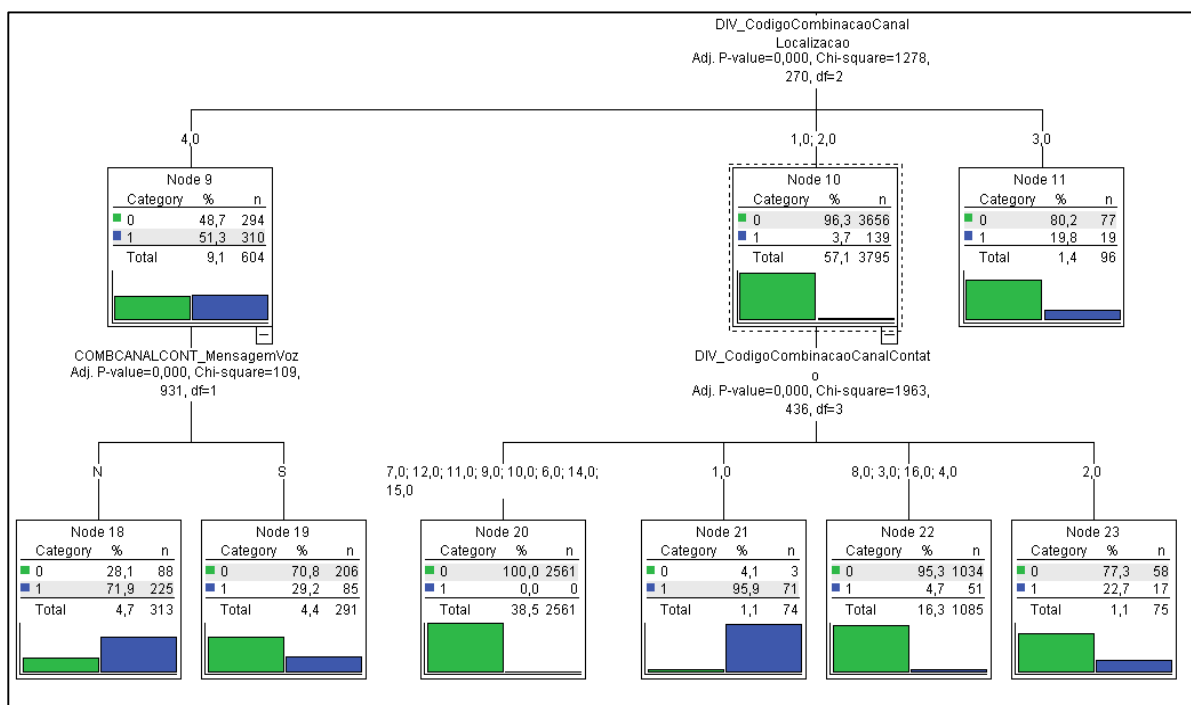 DIV_CodigoCombinacaoCanal
Localizacao
Adj. P-value=0,000, Chi-square=1278,
270, df=2
4,0
1,0; 2,0
3,0
Node 9
Category % n
0 48,7 294
1 51,3 310
Total 9,1 604
Node 10
Category % n
0 96,3 3656
1 3,7 139
Total 57,1 3795
Node 11
Category % n
0 80,2 77
1 19,8 19
Total 1,4 96
COMBCANALCONT_MensagemVoz
Adj. P-value=0,000, Chi-square=109,
931, df=1
DIV_CodigoCombinacaoCanalContat
o
Adj. P-value=0,000, Chi-square=1963,
436, df=3
N
S
7,0; 12,0; 11,0; 9,0; 10,0; 6,0; 14,0;
15,0
1,0
8,0; 3,0; 16,0; 4,0
2,0
Node 18
Category % n
0 28,1 88
1 71,9 225
Total 4,7 313
Node 19
Category % n
0 70,8 206
1 29,2 85
Total 4,4 291
Node 20
Category % n
0 100,0 2561
1 0,0 0
Total 38,5 2561
Node 21
Category % n
0 4,1 3
1 95,9 71
Total 1,1 74
Node 22
Category % n
0 95,3 1034
1 4,7 51
Total 16,3 1085
Node 23
Category % n
0 77,3 58
1 22,7 17
Total 1,1 75